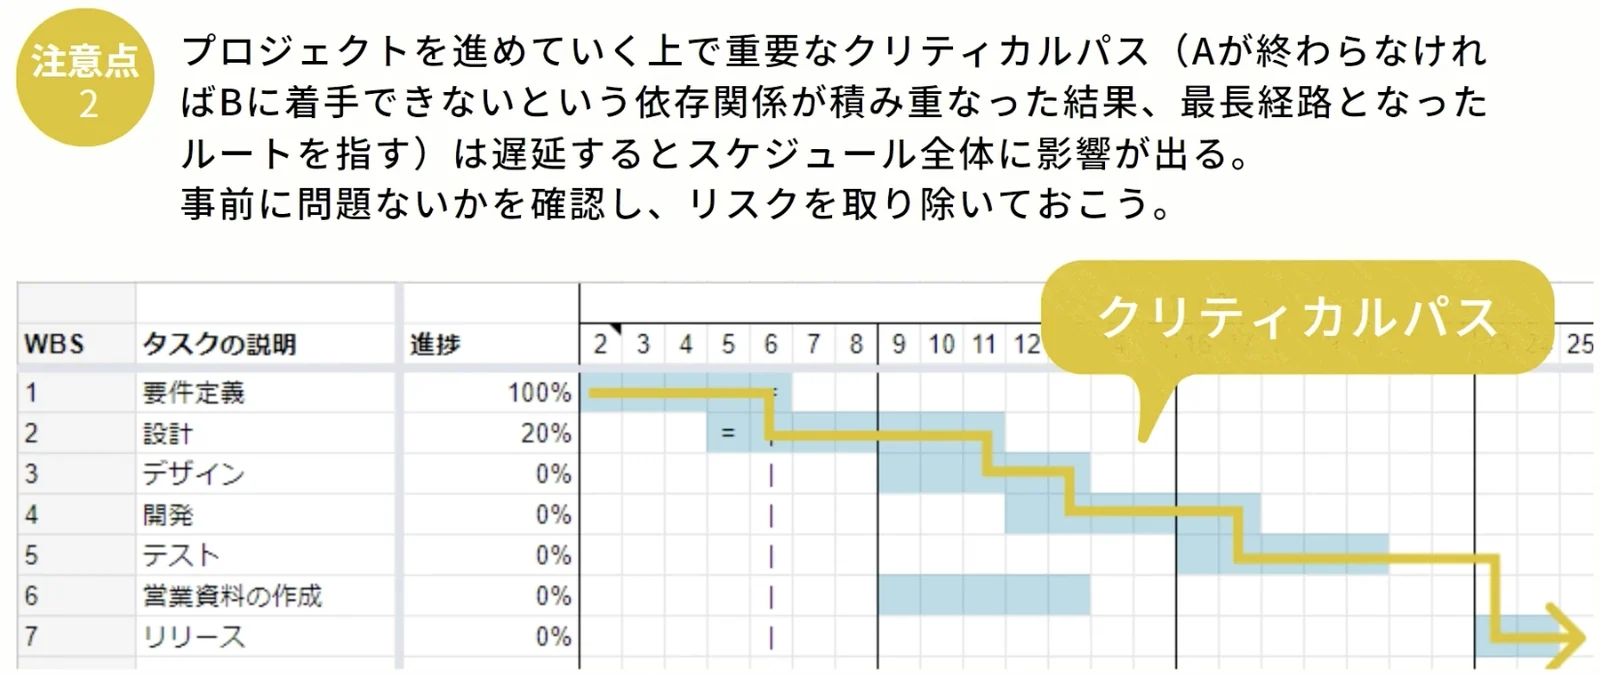 注意点
2
プロジェクトを進めていく上で重要なクリティカルパス（Aが終わらなけれ
ばBに着手できないという依存関係が積み重なった結果、最長経路となった
ルートを指す）は遅延するとスケジュール全体に影響が出る。
事前に問題ないかを確認し、リスクを取り除いておこう。
クリティカルパス
WBS タスクの説明 進捗 2 3 4 5 6 7 8 9 10 11 12 25
1 要件定義 100%
2 設計 20% =
3 デザイン 0%
4 開発 0%
5 テスト 0%
6 営業資料の作成 0%
7 リリース 0%